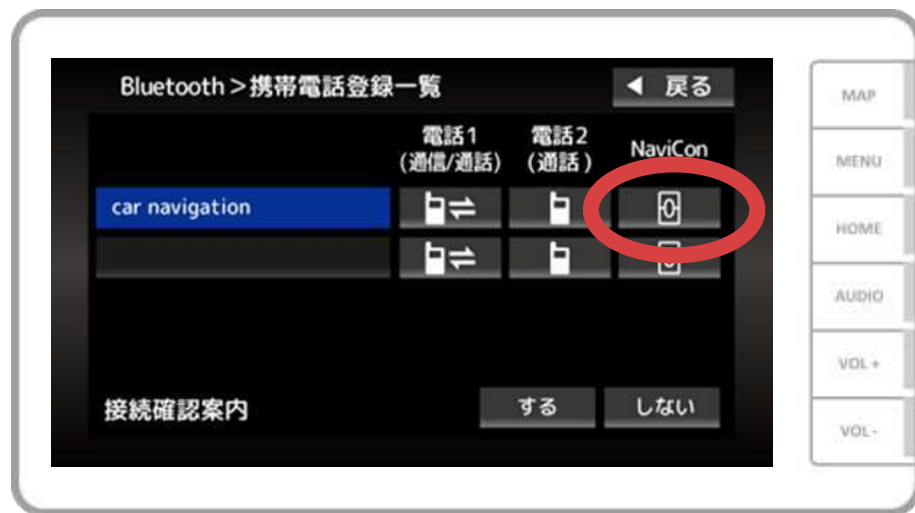 Bluetooth＞携帯電話登録一覧
◀ 戻る
電話1
(通信/通話)
電話2
(通話)
NaviCon
car navigation
接続確認案内
する
しない
MAP
MENU
HOME
AUDIO
VOL+
VOL-